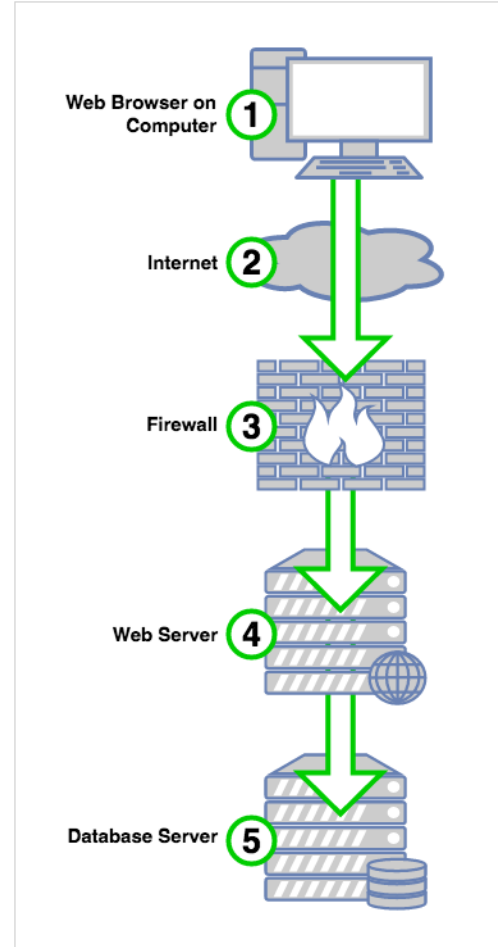 Web Browser on
Computer
1
Internet
2
Firewall
3
Web Server
4
Database Server
5